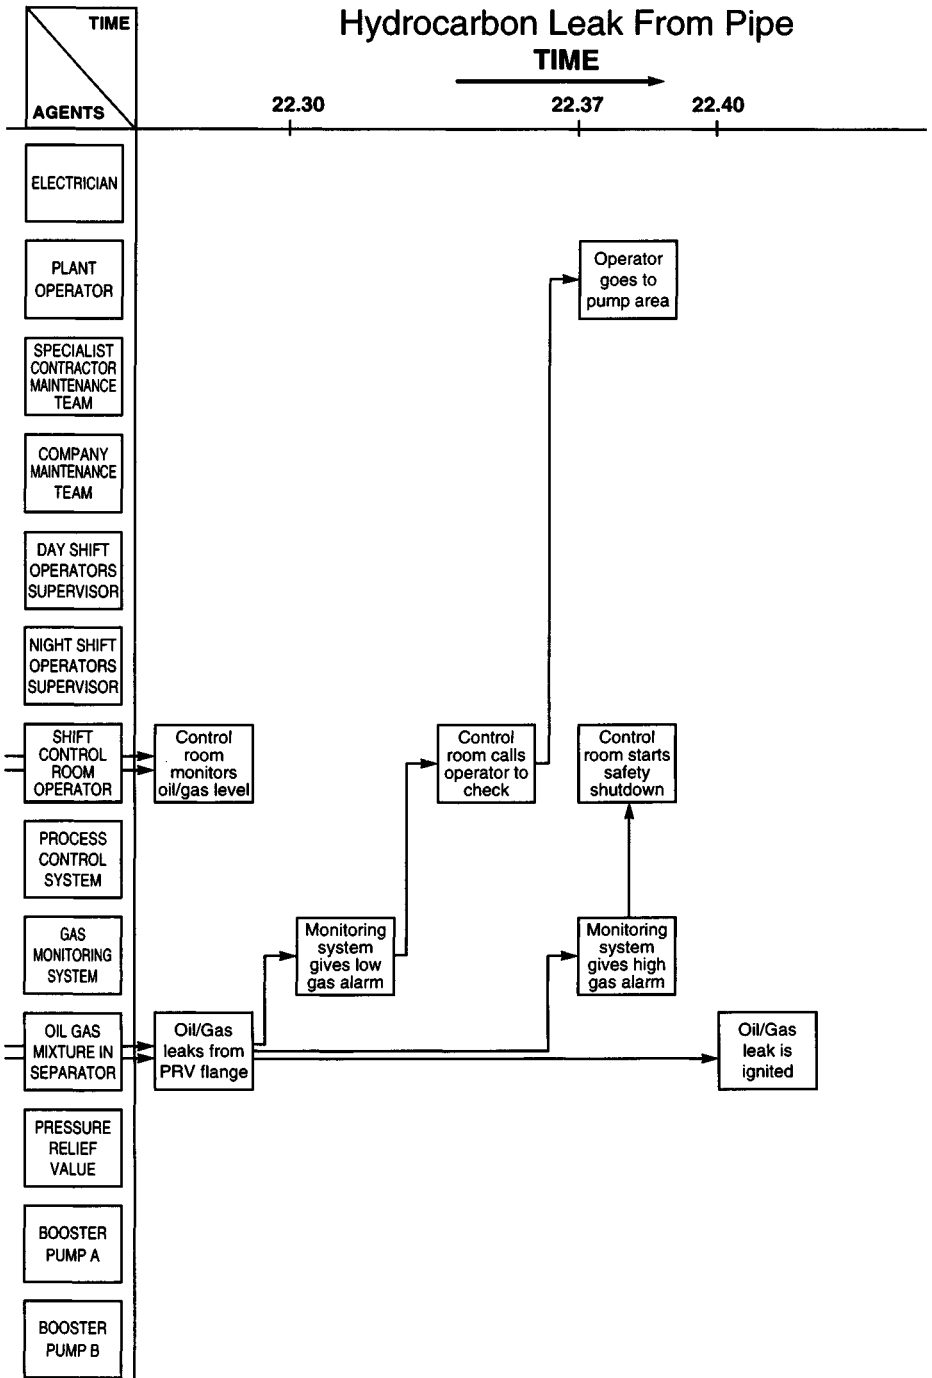 Hydrocarbon Leak From Pipe
TIME
TIME
AGENTS
22.30
22.37
22.40
ELECTRICIAN
PLANT
OPERATOR
Operator
goes to
pump area
SPECIALIST
CONTRACTOR
MAINTENANCE
TEAM
COMPANY
MAINTENANCE
TEAM
DAY SHIFT
OPERATORS
SUPERVISOR
NIGHT SHIFT
OPERATORS
SUPERVISOR
SHIFT
CONTROL
ROOM
OPERATOR
Control
room
monitors
oil/gas level
Control
room calls
operator to
check
Control
room starts
safety
shutdown
PROCESS
CONTROL
SYSTEM
GAS
MONITORING
SYSTEM
Monitoring
system
gives low
gas alarm
Monitoring
system
gives high
gas alarm
OIL GAS
MIXTURE IN
SEPARATOR
Oil/Gas
leaks from
PRV flange
Oil/Gas
leak is
ignited
PRESSURE
RELIEF
VALUE
BOOSTER
PUMP A
BOOSTER
PUMP B